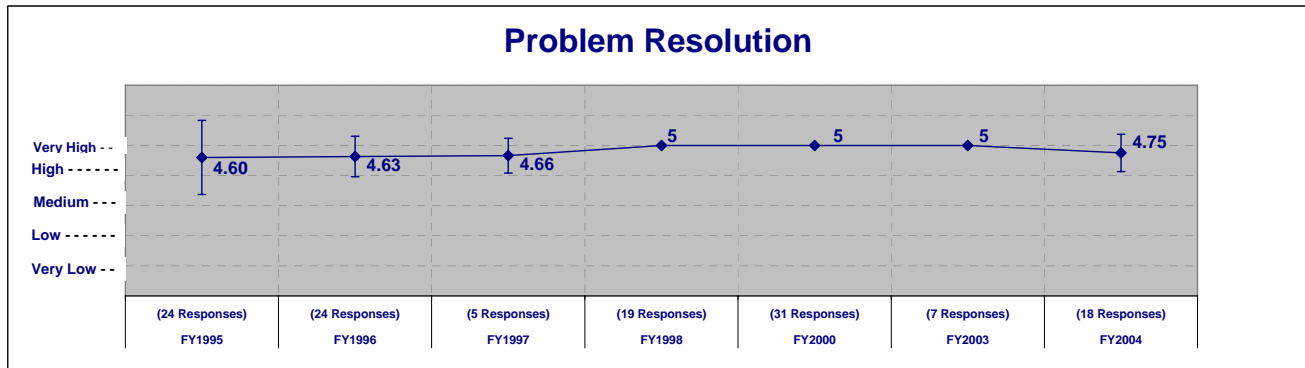 Problem Resolution
Very High - -
High - - - - - -
Medium - - -
Low - - - - - -
Very Low - -
4.60
4.63
4.66
5
5
5
4.75
(24 Responses) (24 Responses) (5 Responses) (19 Responses) (31 Responses) (7 Responses) (18 Responses)
FY1995 FY1996 FY1997 FY1998 FY2000 FY2003 FY2004